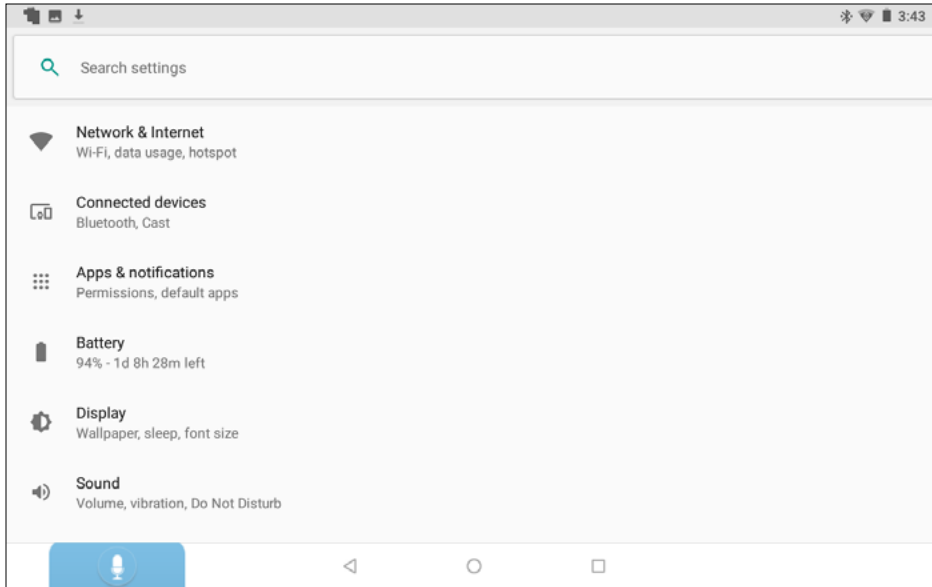 3:43
Search settings
Network & Internet
Wi-Fi, data usage, hotspot
Connected devices
Bluetooth, Cast
Apps & notifications
Permissions, default apps
Battery
94% - 1d 8h 28m left
Display
Wallpaper, sleep, font size
Sound
Volume, vibration, Do Not Disturb